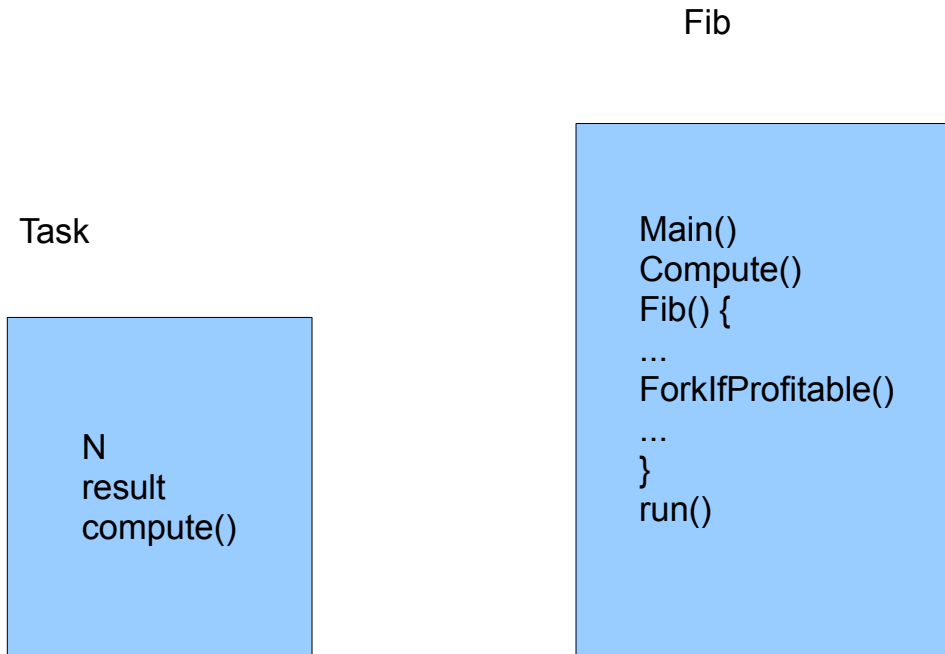 Fib
Task
N
result
compute()
Main()
Compute()
Fib() {
...
ForkIfProfitable()
...
}
run()